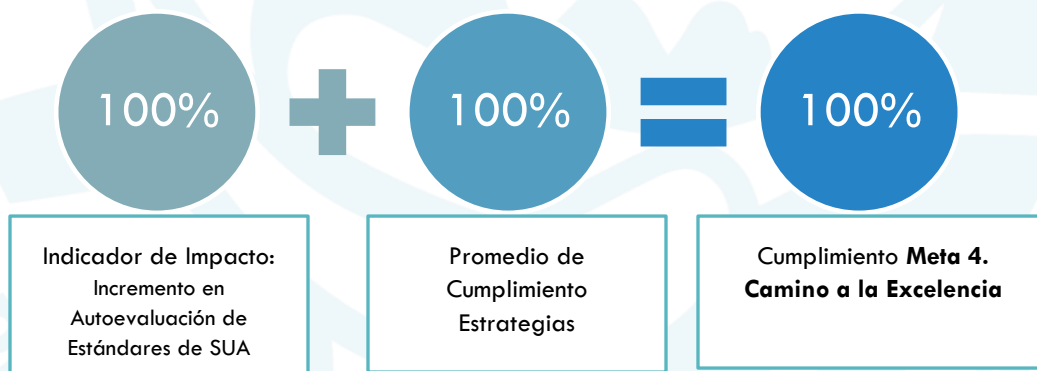 100%
100%
100%
Indicador de Impacto:
Incremento en
Autoevaluación de
Estándares de SUA
Promedio de
Cumplimiento
Estrategias
Cumplimiento Meta 4.
Camino a la Excelencia